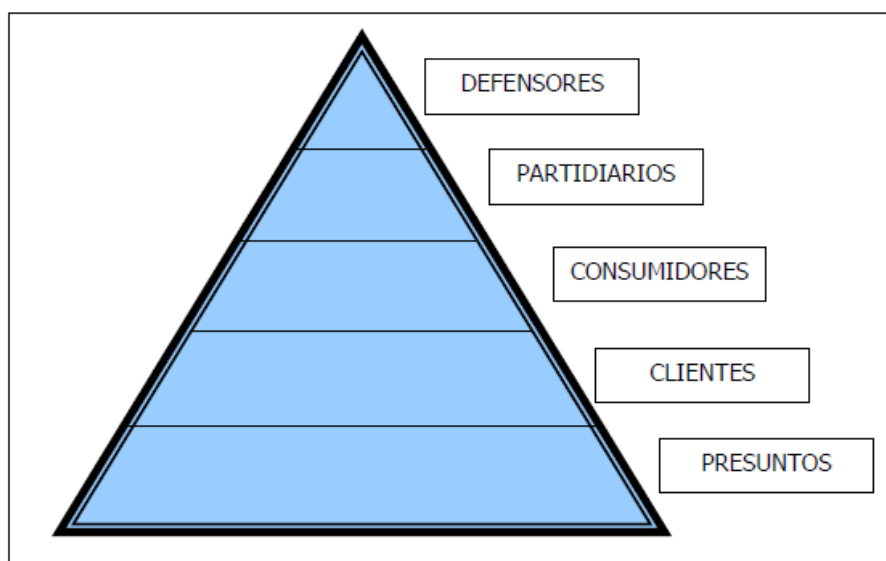 DEFENSORES
PARTIDIARIOS
CONSUMIDORES
CLIENTES
PRESUNTOS